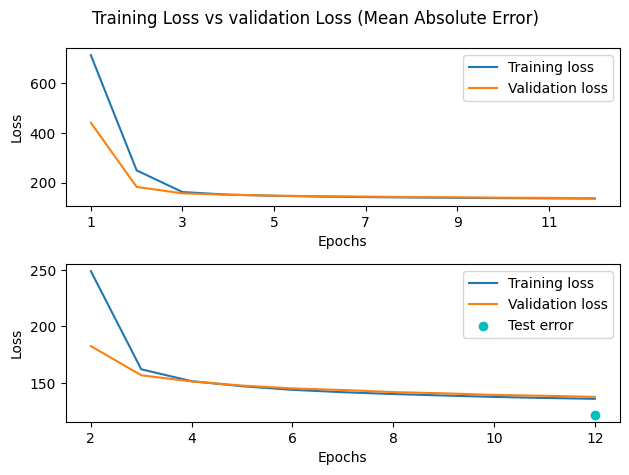 Training Loss vs validation Loss (Mean Absolute Error)
600
400
200
Loss
Training loss
Validation loss
1 3 5 7 9 11
Epochs
250
200
150
Loss
Training loss
Validation loss
Test error
2 4 6 8 10 12
Epochs